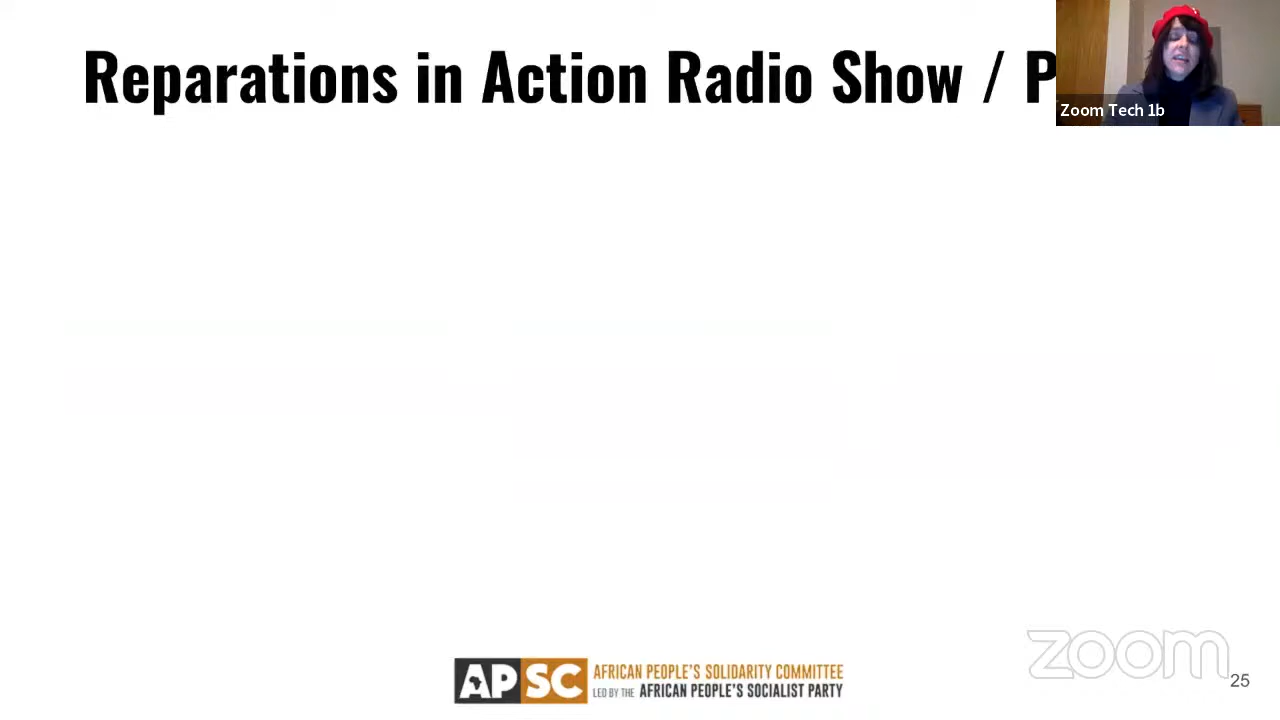 Reparations in Action Radio Show / P
Zoom Tech 1b
APSC AFRICAN PEOPLE'S SOLIDARITY COMMITTEE
LED BY THE AFRICAN PEOPLE'S SOCIALIST PARTY
zoom
25